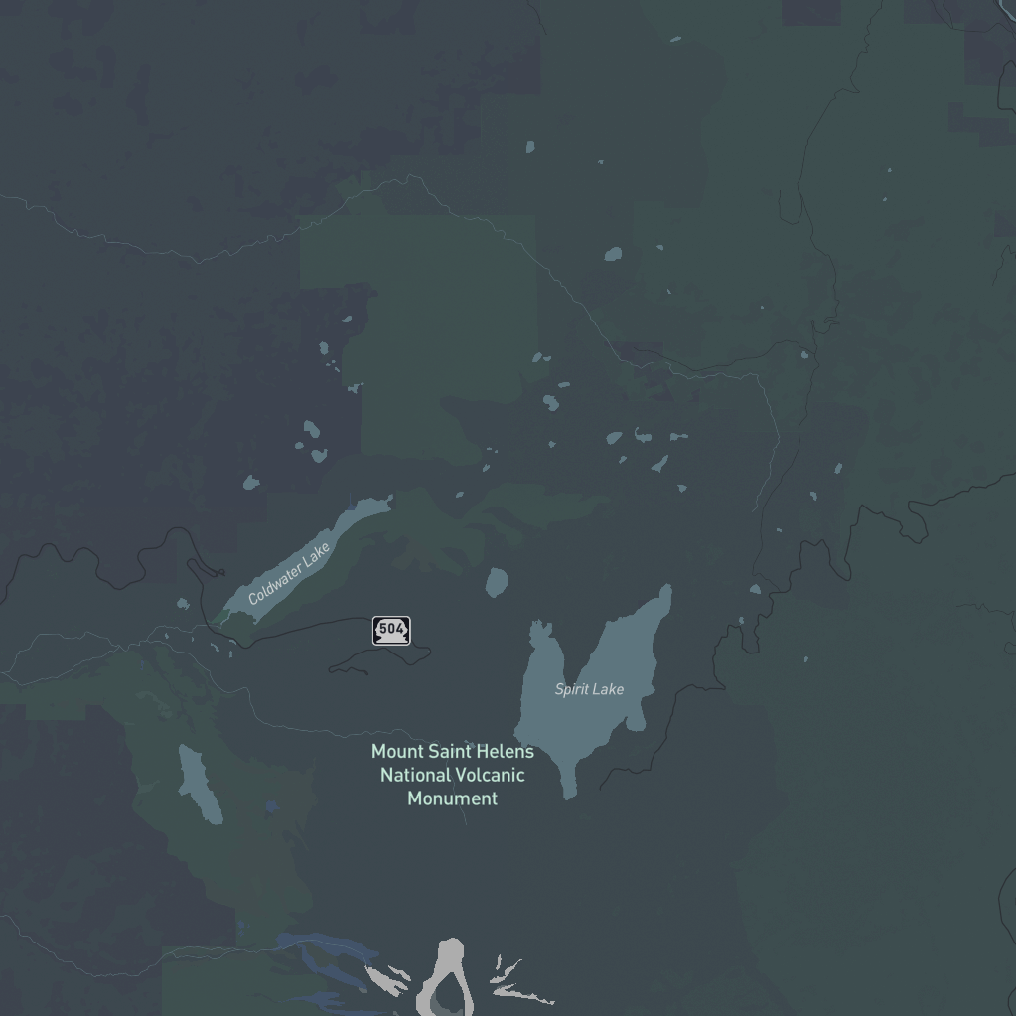 Coldwater Lake
504
Spirit Lake
Mount Saint Helens
National Volcanic
Monument